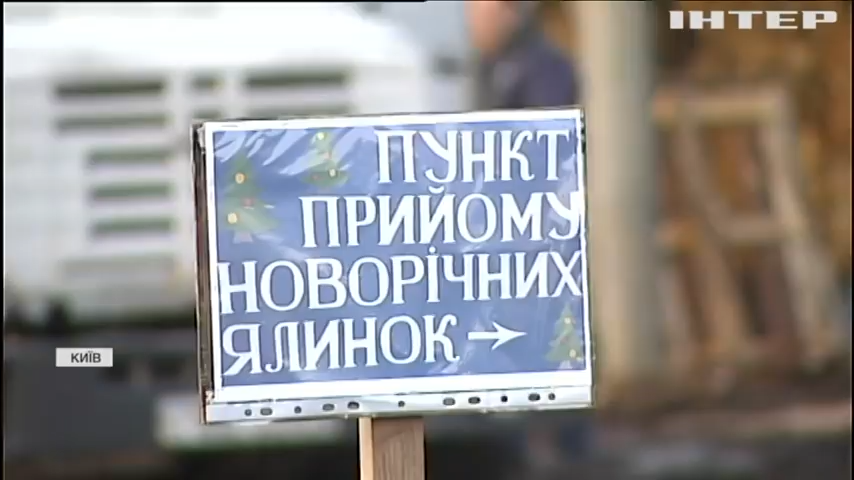 ІНТЕР
ПУНКТ
ПРИЙОМУ
НОВОРІЧНИХ
ЯЛИНОК →
КИЇВ